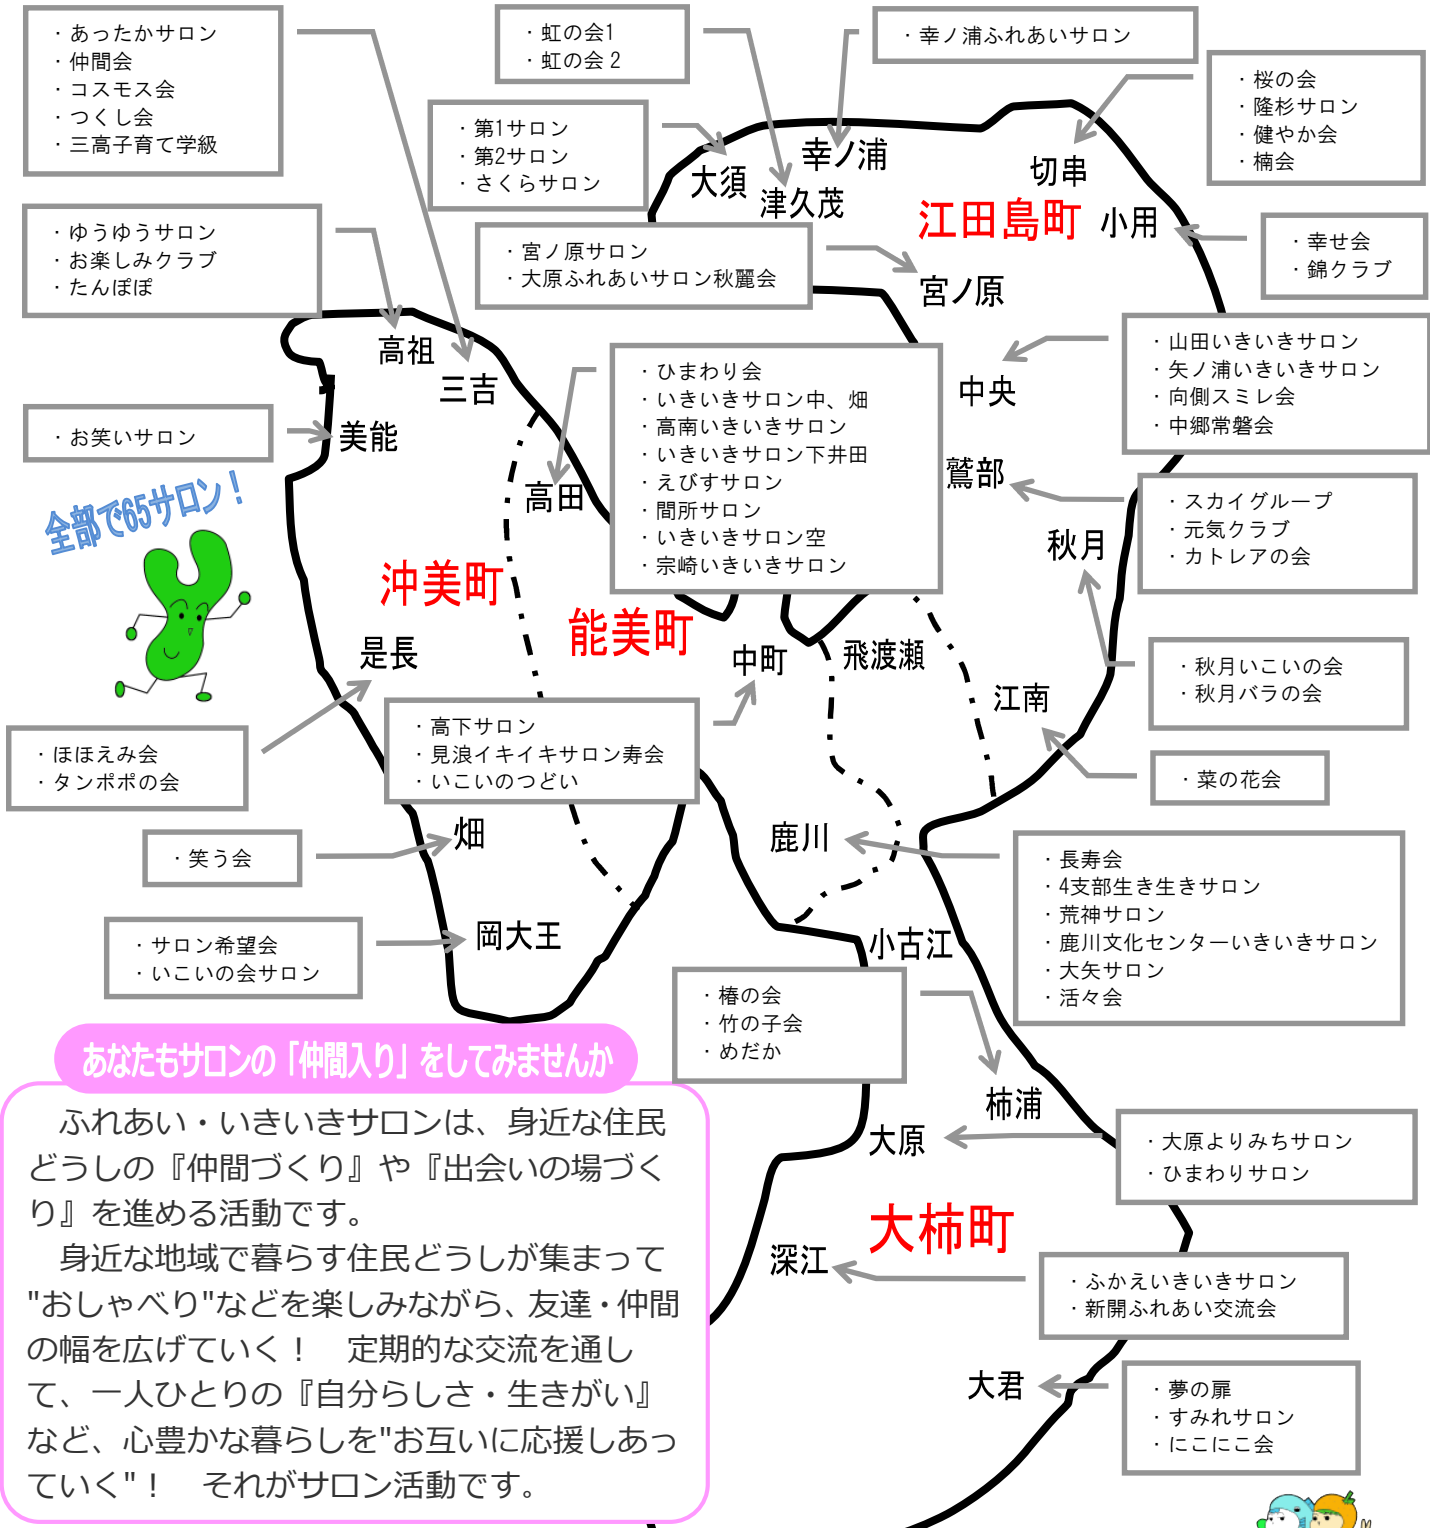 ・あったかサロン
・仲間会
・コスモス会
・つくし会
・三高子育て学級
・虹の会1
・虹の会２
・幸ノ浦ふれあいサロン
・桜の会
・隆杉サロン
・健やか会
・楠会
・第1サロン
・第2サロン
・さくらサロン
大須
津久茂
幸ノ浦
切串
江田島町
小用
・ゆうゆうサロン
・お楽しみクラブ
・たんぽぽ
・宮ノ原サロン
・大原ふれあいサロン秋麗会
宮ノ原
・幸せ会
・錦クラブ
高祖
三吉
・ひまわり会
・いきいきサロン中、畑
・高南いきいきサロン
・いきいきサロン下井田
・えびすサロン
・間所サロン
・いきいきサロン空
・宗崎いきいきサロン
中央
・山田いきいきサロン
・矢ノ浦いきいきサロン
・向側スミレ会
・中郷常磐会
・お笑いサロン
美能
高田
鷲部
・スカイグループ
・元気クラブ
・カトレアの会
全部で65サロン！
秋月
沖美町
能美町
是長
中町
飛渡瀬
江南
・秋月いこいの会
・秋月バラの会
・ほほえみ会
・タンポポの会
・高下サロン
・見浪イキイキサロン寿会
・いこいのつどい
・菜の花会
・笑う会
畑
鹿川
・長寿会
・4支部生き生きサロン
・荒神サロン
・鹿川文化センターいきいきサロン
・大矢サロン
・活々会
・サロン希望会
・いこいの会サロン
岡大王
小古江
・椿の会
・竹の子会
・めだか
柿浦
大原
・大原よりみちサロン
・ひまわりサロン
大柿町
深江
・ふかえいきいきサロン
・新開ふれあい交流会
大君
・夢の扉
・すみれサロン
・にこにこ会
あなたもサロンの「仲間入り」をしてみませんか
　ふれあい・いきいきサロンは、身近な住民
どうしの『仲間づくり』や『出会いの場づく
り』を進める活動です。
　身近な地域で暮らす住民どうしが集まって
"おしゃべり"などを楽しみながら、友達・仲間
の幅を広げていく！　定期的な交流を通し
て、一人ひとりの『自分らしさ・生きがい』
など、心豊かな暮らしを"お互いに応援しあっ
ていく"！　それがサロン活動です。